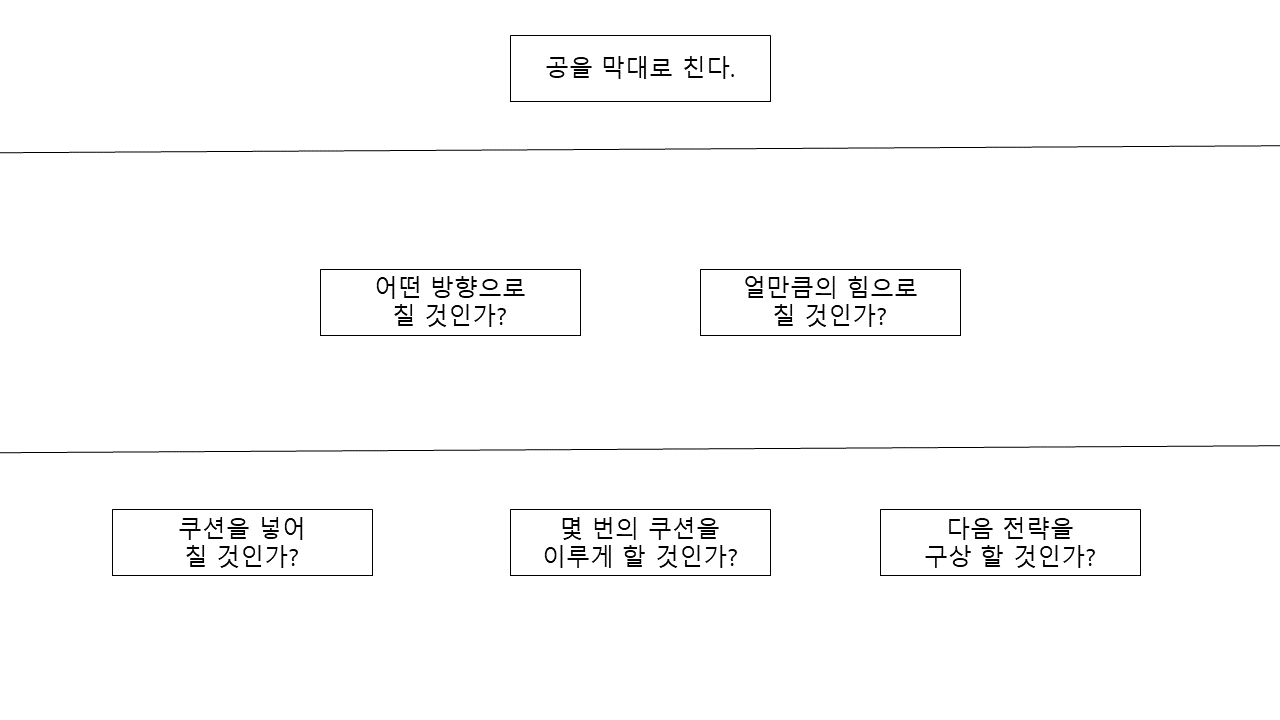 공을 막대로 친다.
어떤 방향으로
칠 것인가?
얼만큼의 힘으로
칠 것인가?
쿠션을 넣어
칠 것인가?
몇 번의 쿠션을
이루게 할 것인가?
다음 전략을
구상 할 것인가?